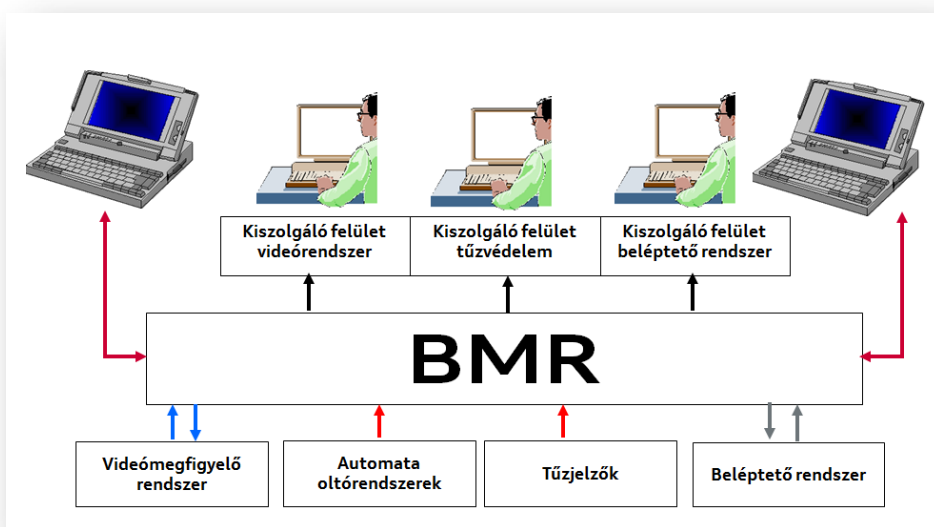 Kiszolgáló felület
videórendszer
Kiszolgáló felület
tűzvédelem
Kiszolgáló felület
beléptető rendszer
BMR
Videómegfigyelő
rendszer
Automata
oltórendszerek
Tűzjelzők
Beléptető rendszer